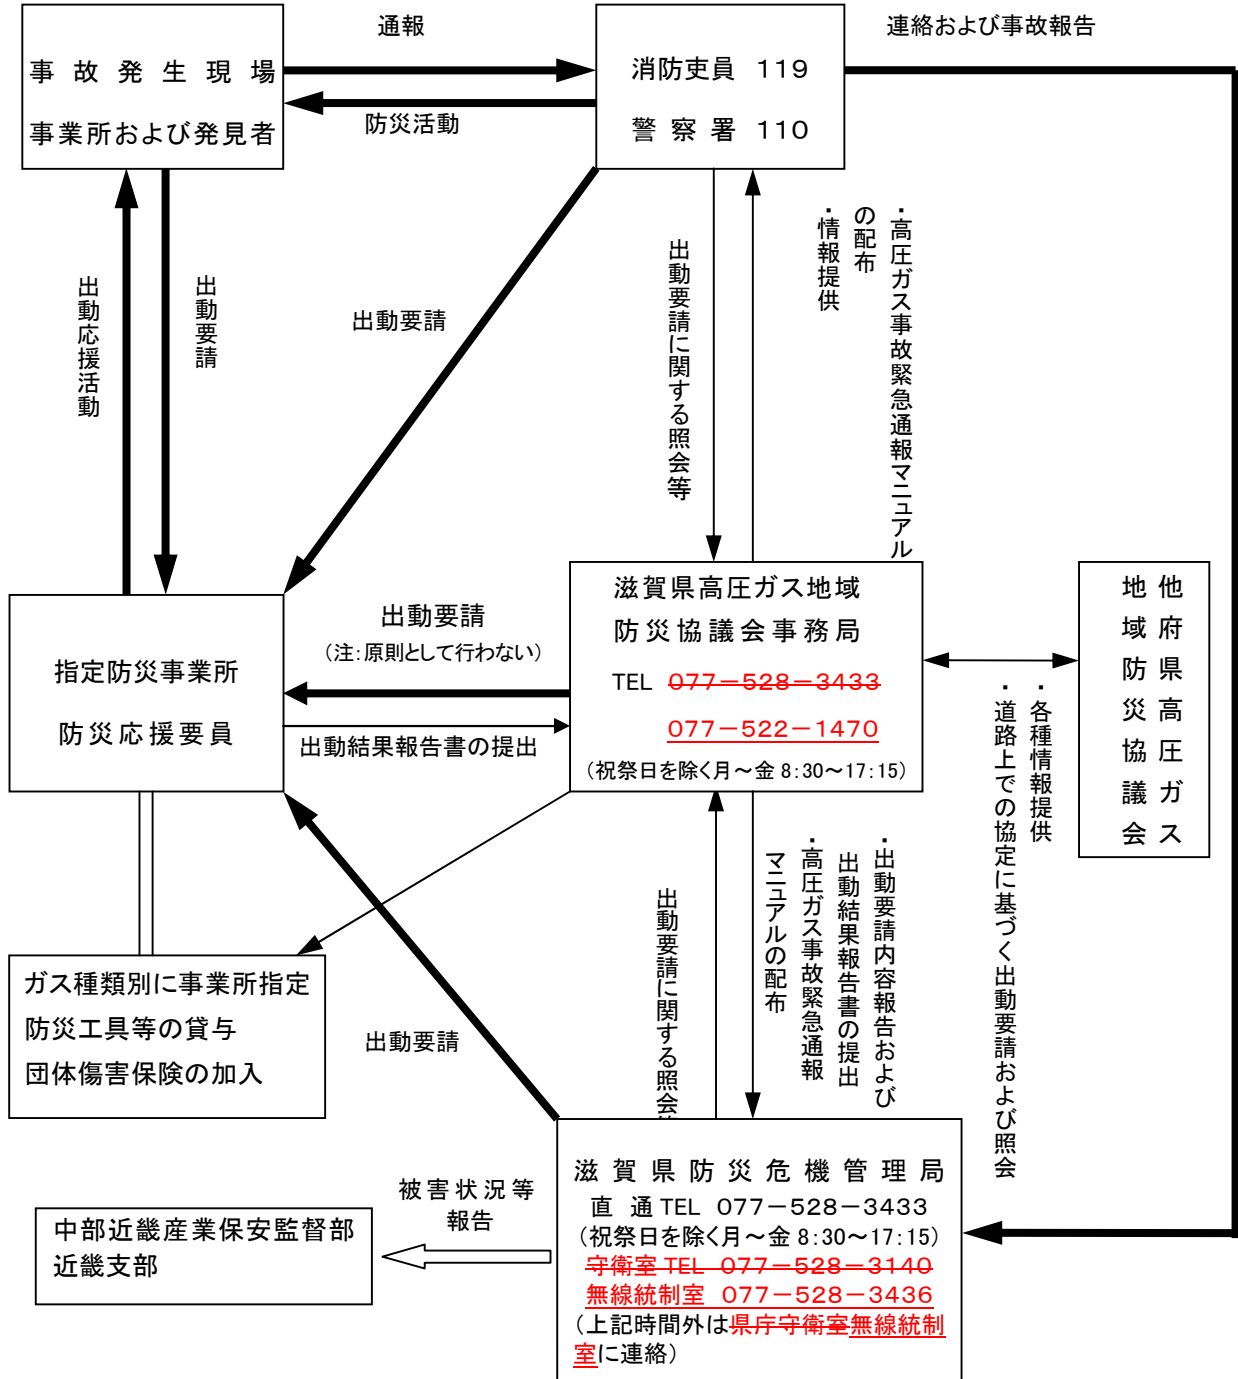 通報
連絡および事故報告
事故発生現場
事業所および発見者
消防吏員 119
警察署 110
防災活動
出動応援活動
出動要請
出動要請
出動要請に関する照会等
・高圧ガス事故緊急通報マニュアル
の配布
・情報提供
指定防災事業所
防災応援要員
出動要請
(注:原則として行わない)
出動結果報告書の提出
滋賀県高圧ガス地域
防災協議会事務局
TEL 077-528-3433
077-522-1470
(祝祭日を除く月~金 8:30~17:15)
他府県高圧ガス
地域防災協議会
・各種情報提供
・道路上での協定に基づく出動要請および照会
ガス種類別に事業所指定
防災工具等の貸与
団体傷害保険の加入
出動要請
出動要請に関する照会
・出動要請内容報告および
出動結果報告書の提出
・高圧ガス事故緊急通報
マニュアルの配布
滋賀県防災危機管理局
直 通 TEL 077-528-3433
(祝祭日を除く月~金 8:30~17:15)
守衛室 TEL 077-528-3140
無線統制室 077-528-3436
(上記時間外は県庁守衛室無線統制
室に連絡)
被害状況等
報告
中部近畿産業保安監督部
近畿支部